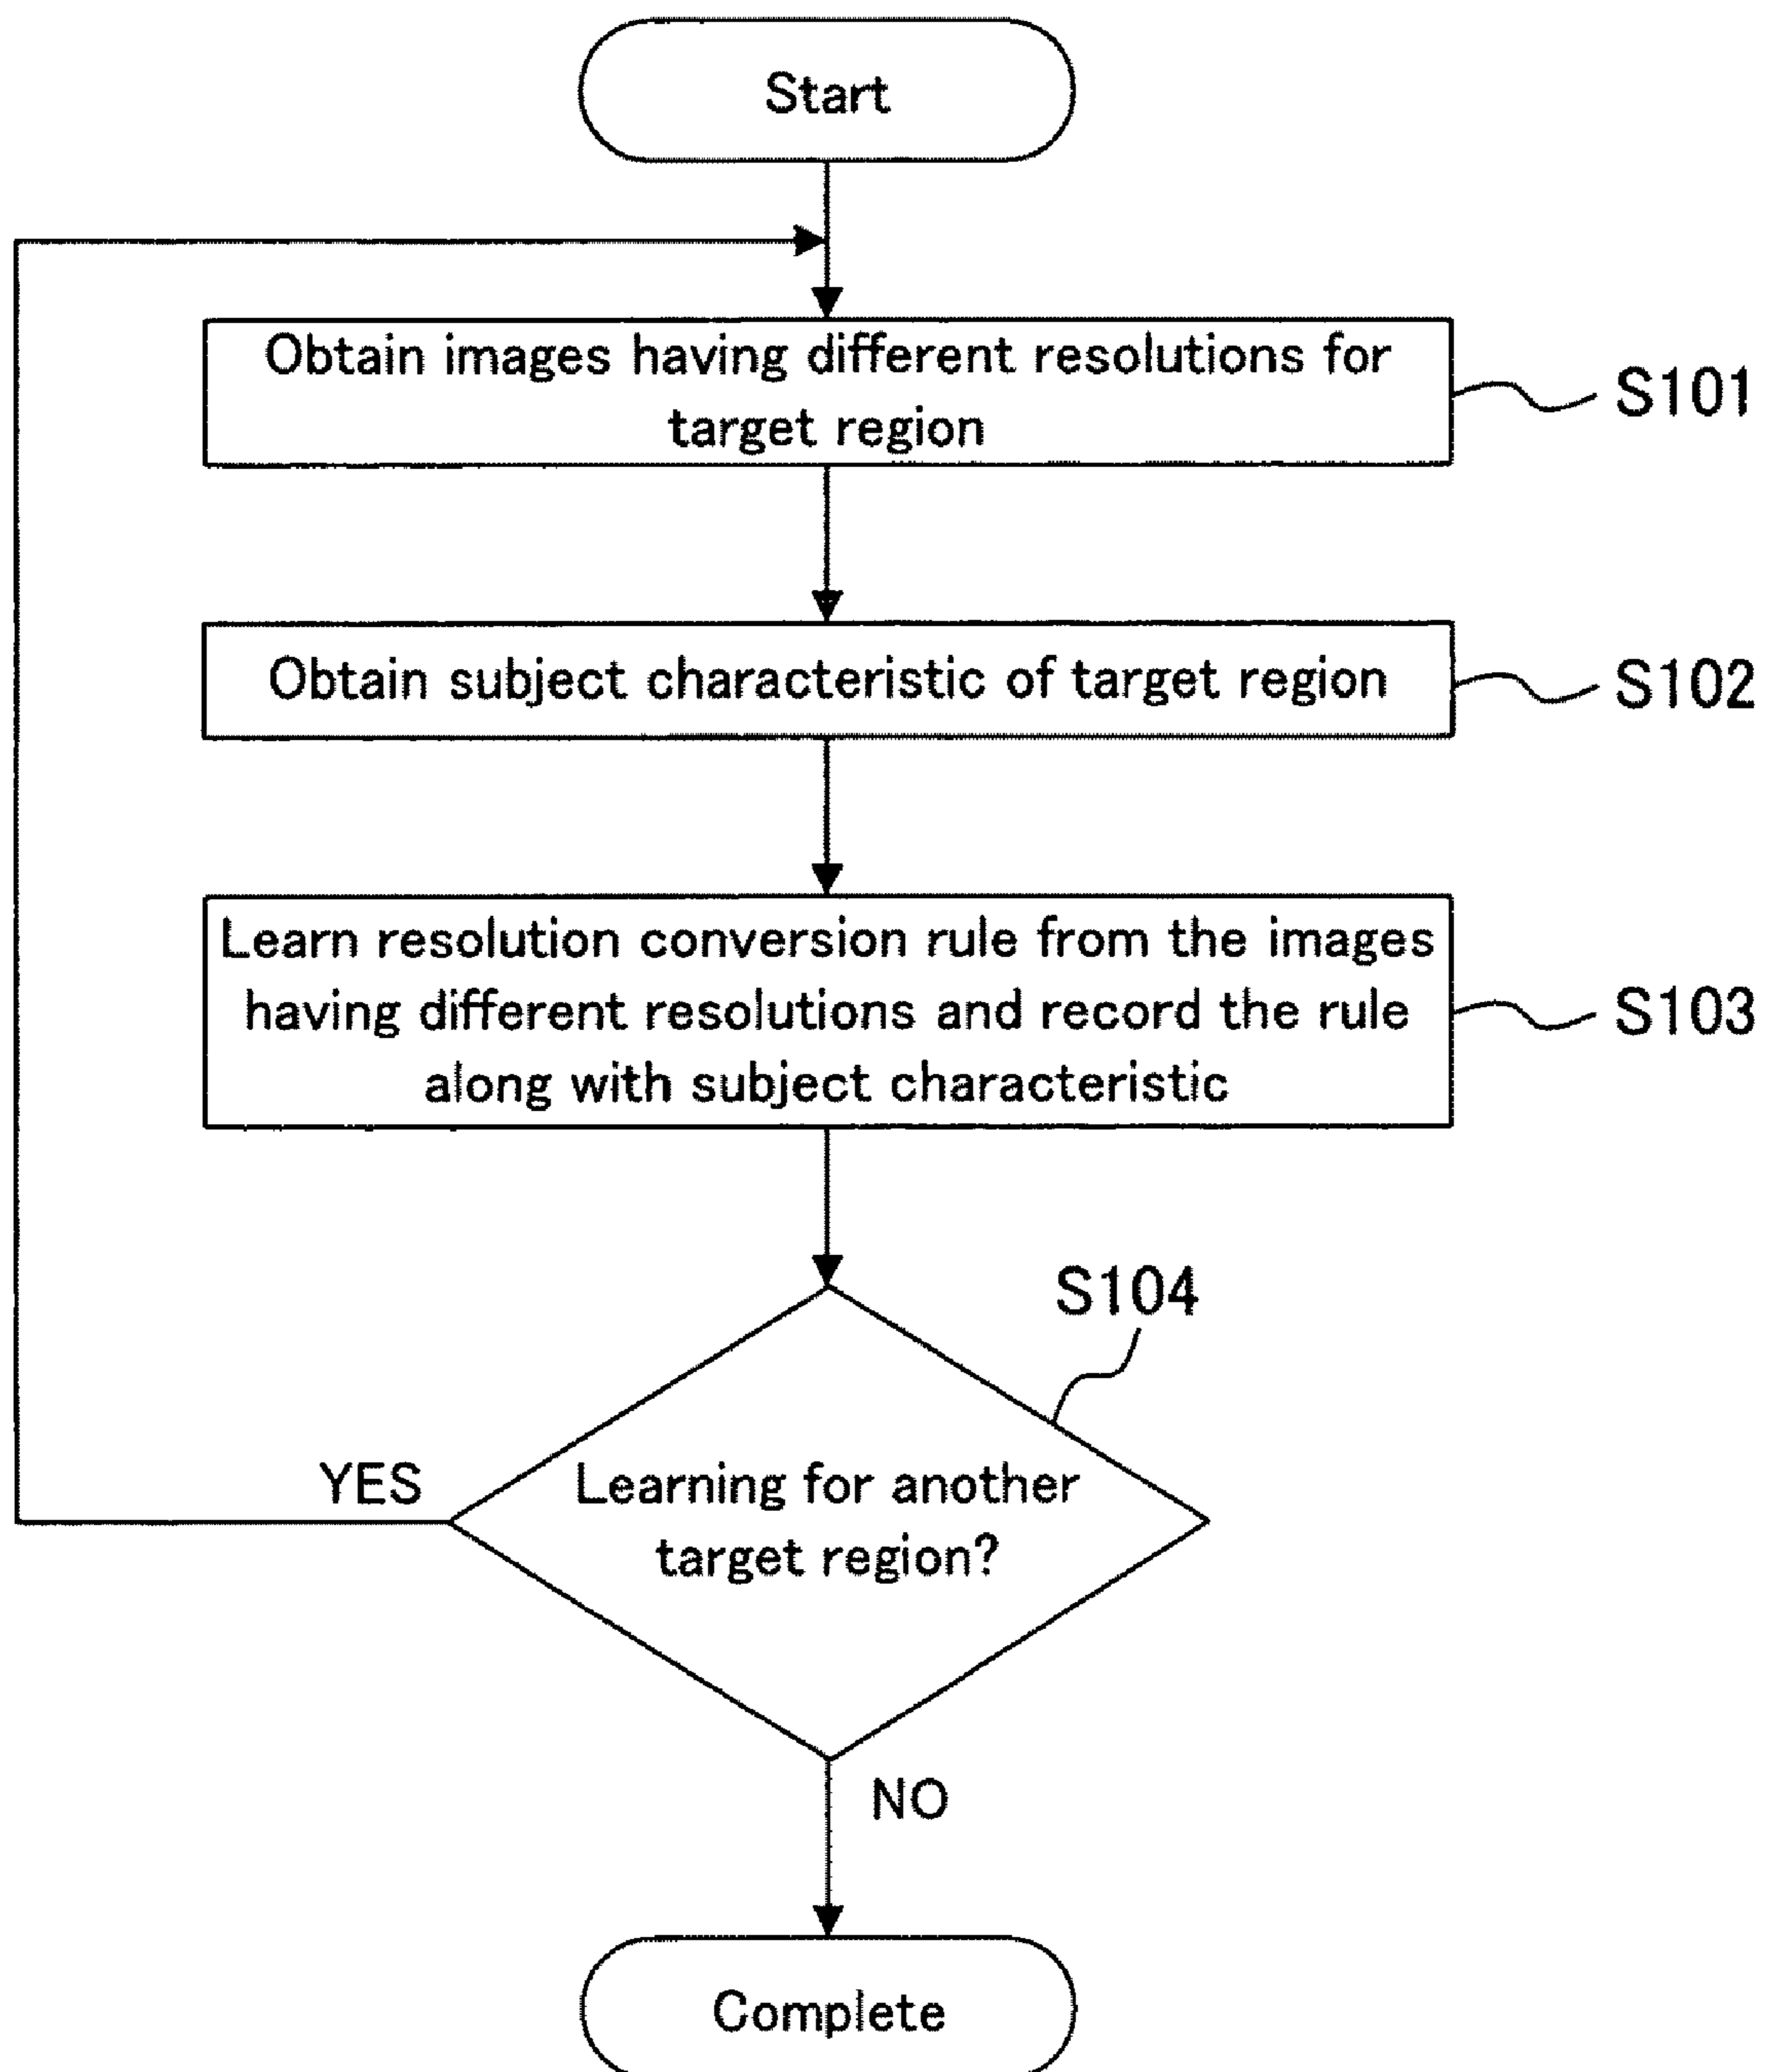 Start
Obtain images having different resolutions for
target region
S101
Obtain subject characteristic of target region
S102
Learn resolution conversion rule from the images
having different resolutions and record the rule
along with subject characteristic
S103
S104
YES
Learning for another
target region?
NO
Complete